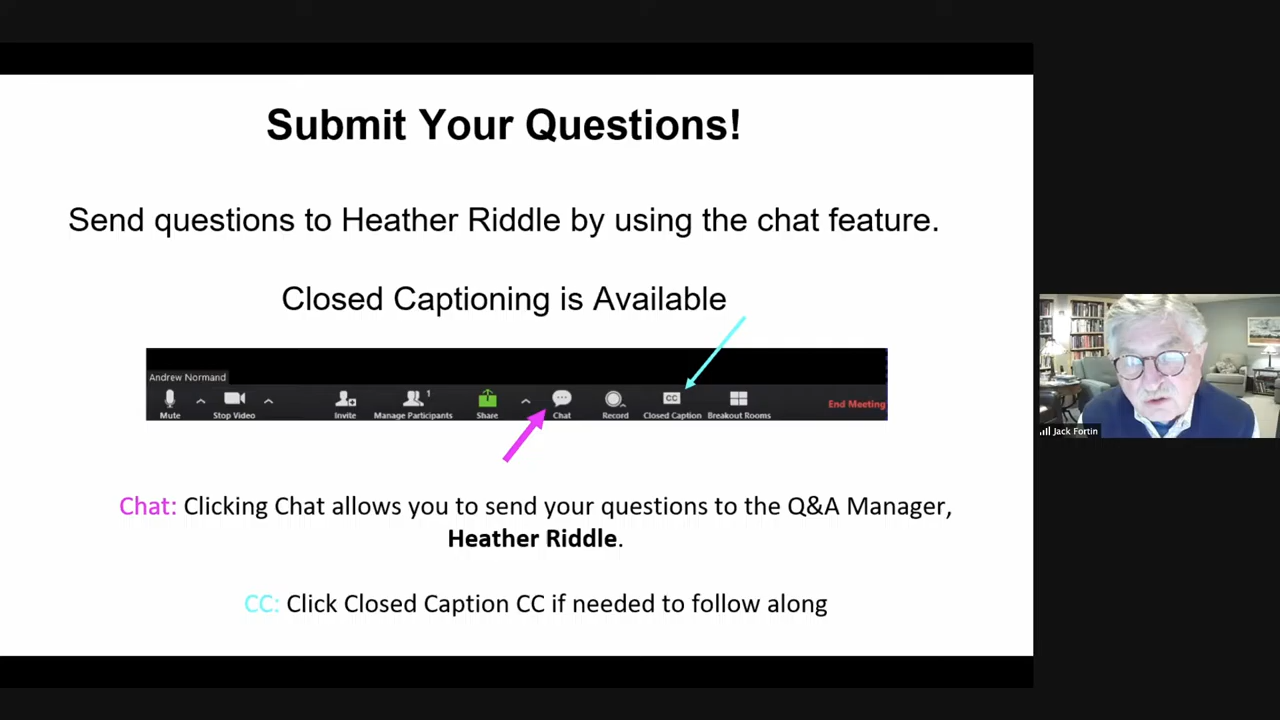 Submit Your Questions!
Send questions to Heather Riddle by using the chat feature.
Closed Captioning is Available
Andrew Normand
Mute
Stop Video
Invite
1
Manage Participants
Share
Chat
Record
CC
Closed Caption
Breakout Rooms
End Meeting
Jack Fortin
Chat: Clicking Chat allows you to send your questions to the Q&A Manager,
Heather Riddle.
CC: Click Closed Caption CC if needed to follow along